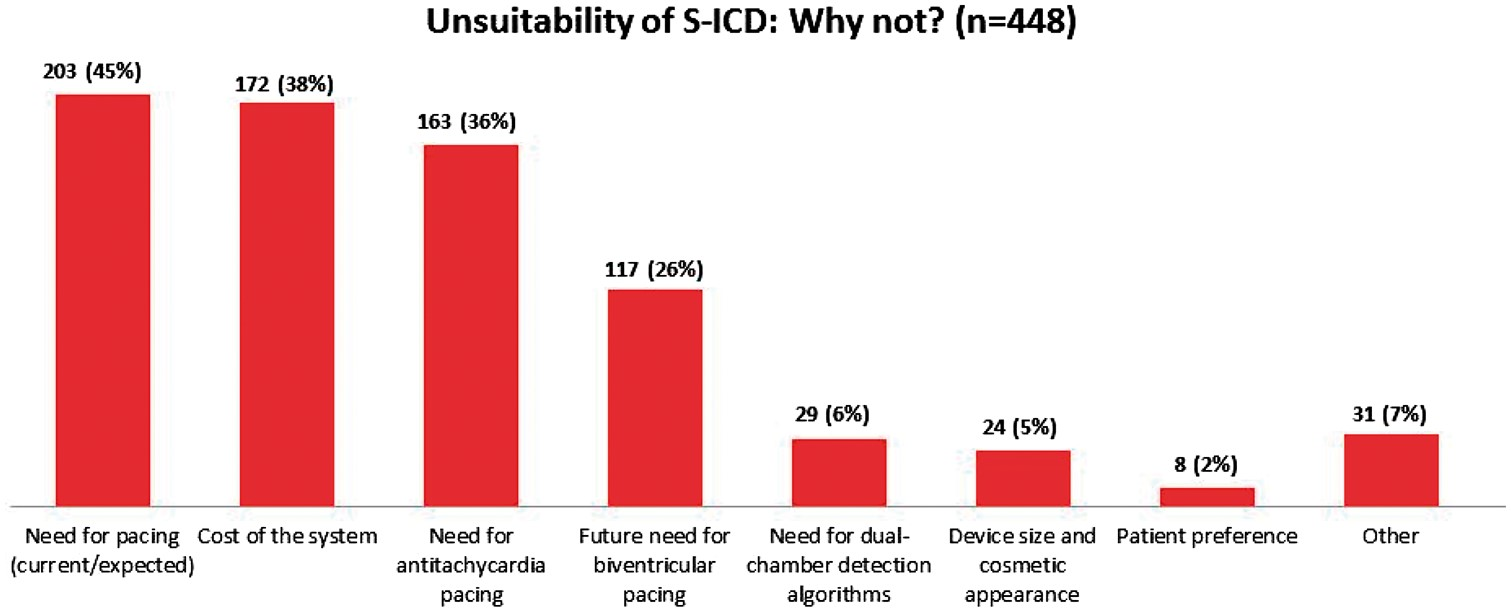 Unsuitability of S-ICD: Why not? (n=448)
203 (45%)
172 (38%)
163 (36%)
117 (26%)
29 (6%)
24 (5%)
8 (2%)
31 (7%)
Need for pacing
(current/expected)
Cost of the system
Need for
antitachycardia
pacing
Future need for
biventricular
pacing
Need for dual-
chamber detection
algorithms
Device size and
cosmetic
appearance
Patient preference
Other